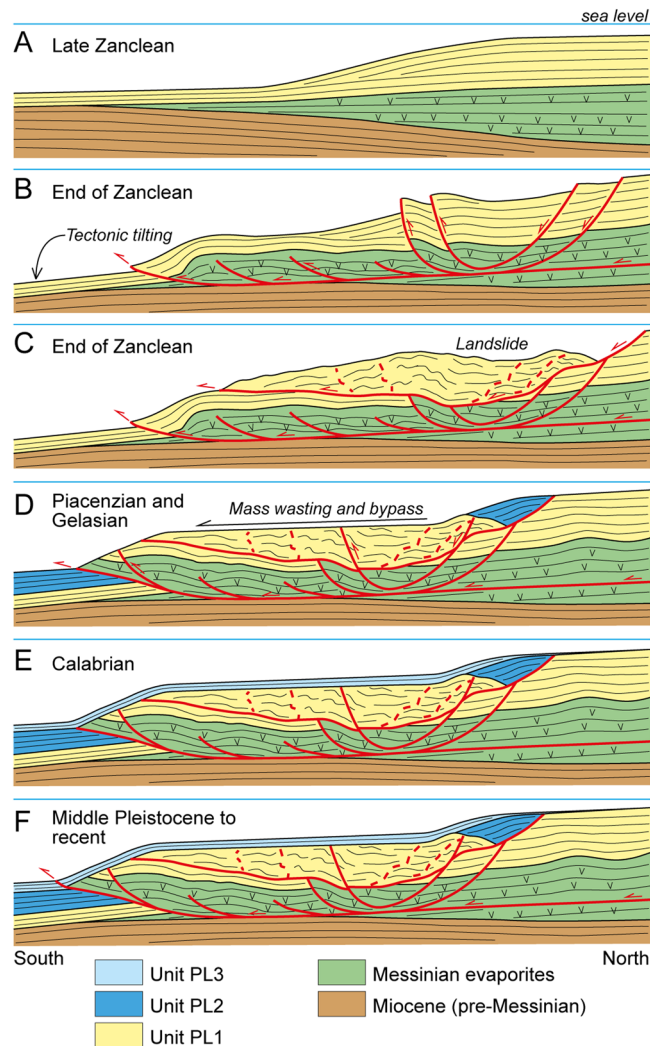 sea level
A Late Zanclean
B End of Zanclean
Tectonic tilting
C End of Zanclean
Landslide
D Piacenzian and
Gelasian
Mass wasting and bypass
E Calabrian
F Middle Pleistocene to
recent
South
North
Unit PL3
Unit PL2
Unit PL1
Messinian evaporites
Miocene (pre-Messinian)